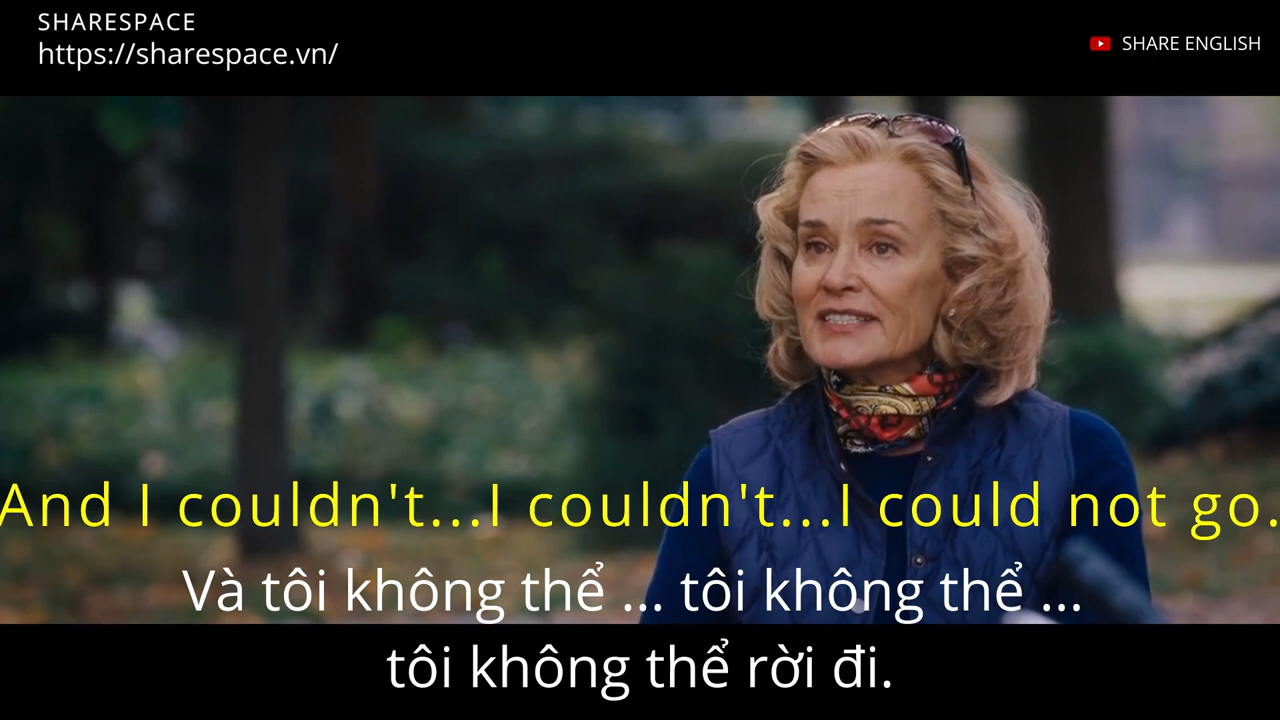 SHARESPACE
https://sharespace.vn/
SHARE ENGLISH
And I couldn't...I couldn't...I could not go.
Và tôi không thể ... tôi không thể ...
tôi không thể rời đi.